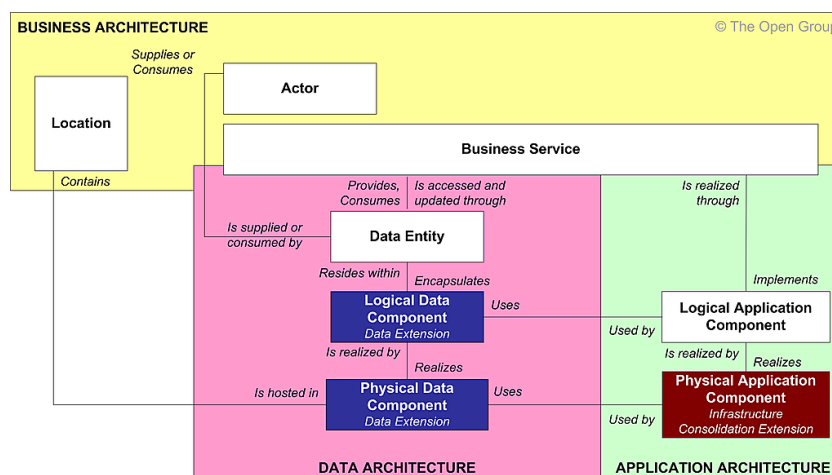 BUSINESS ARCHITECTURE
© The Open Group
Supplies or
Consumes
Actor
Location
Business Service
Contains
Provides,
Consumes
Is accessed and
updated through
Is realized
through
Is supplied or
consumed by
Data Entity
Resides within
Encapsulates
Implements
Logical Data
Component
Data Extension
Uses
Used by
Logical Application
Component
Is realized by
Realizes
Is realized by
Realizes
Is hosted in
Physical Data
Component
Data Extension
Uses
Used by
Physical Application
Component
Infrastructure
Consolidation Extension
DATA ARCHITECTURE
APPLICATION ARCHITECTURE